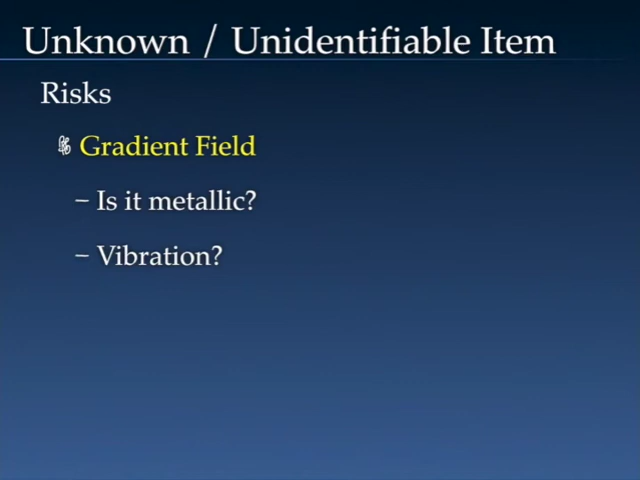 Unknown / Unidentifiable Item
Risks
Gradient Field
– Is it metallic?
– Vibration?